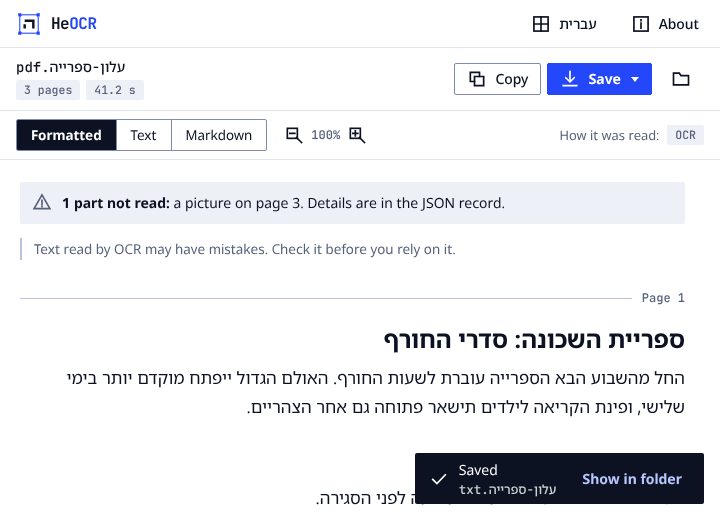 HeOCR
עברית
About
עלון-ספרייה.pdf
3 pages
41.2 s
Copy
Save
Formatted
Text
Markdown
100%
How it was read:
OCR
1 part not read: a picture on page 3. Details are in the JSON record.
Text read by OCR may have mistakes. Check it before you rely on it.
Page 1
ספריית השכונה: סדרי החורף
החל מהשבוע הבא הספרייה עוברת לשעות החורף. האולם הגדול ייפתח מוקדם יותר בימי
שלישי, ופינת הקריאה לילדים תישאר פתוחה גם אחר הצהריים.
לפני הסגירה.
Saved
עלון-ספרייה.txt
Show in folder